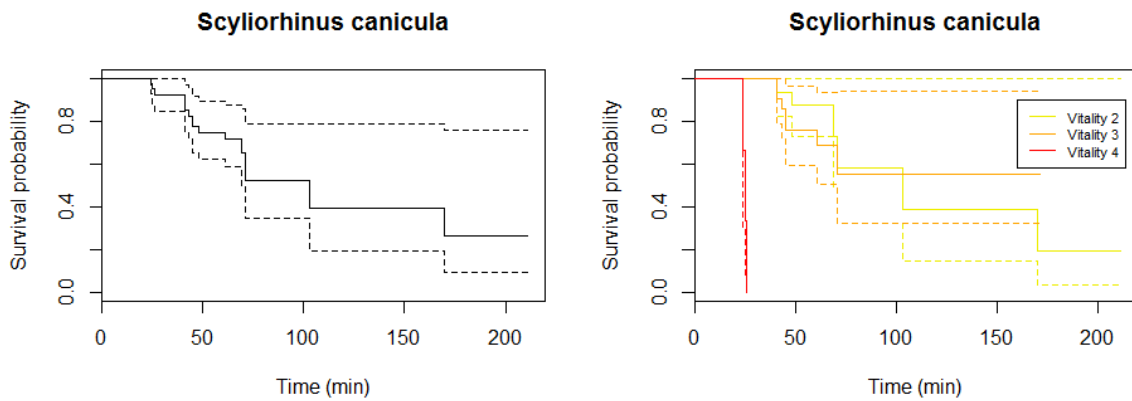 Scyliorhinus canicula
Survival probability
0.0 0.4 0.8
0 50 100 150 200
Time (min)
Scyliorhinus canicula
Survival probability
0.0 0.4 0.8
Vitality 2
Vitality 3
Vitality 4
0 50 100 150 200
Time (min)